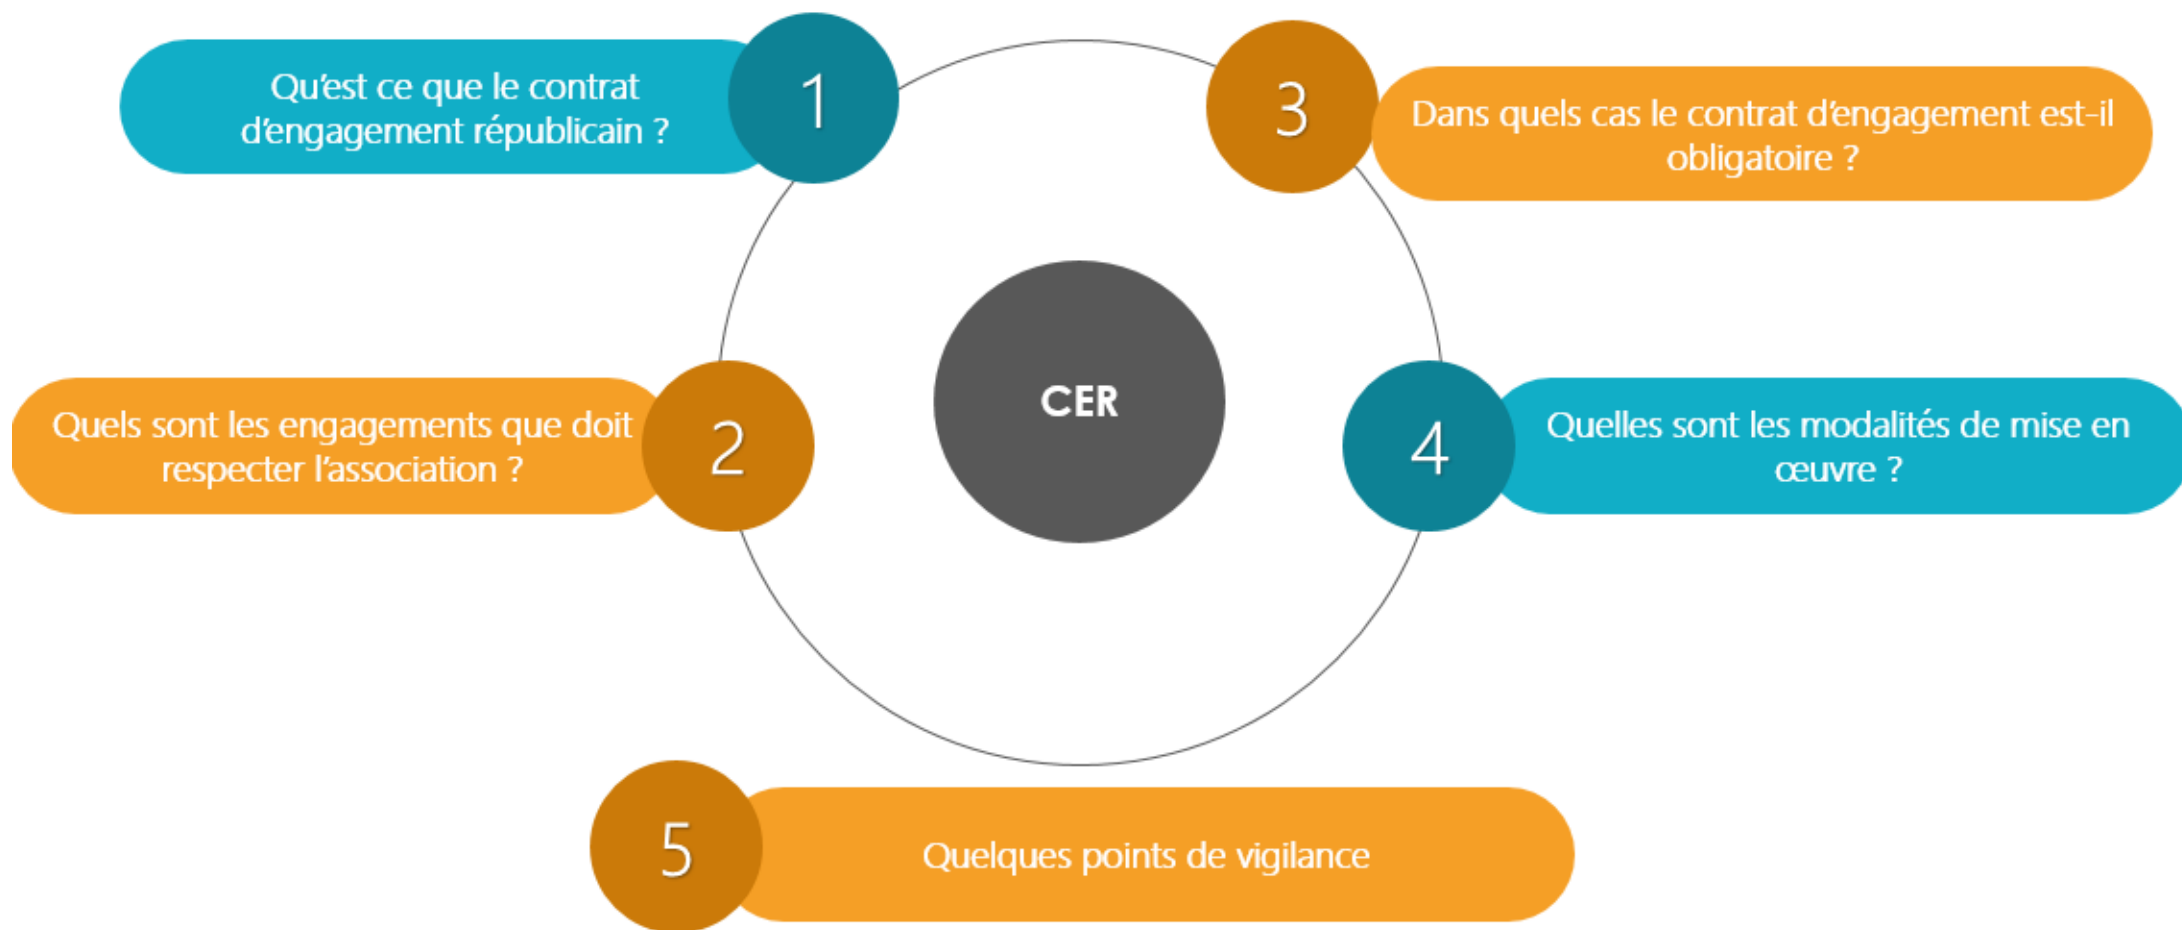 1
Qu'est ce que le contrat
d'engagement républicain ?
2
Quels sont les engagements que doit
respecter l'association ?
3
Dans quels cas le contrat d'engagement est-il
obligatoire ?
4
Quelles sont les modalités de mise en
œuvre ?
5
Quelques points de vigilance
CER